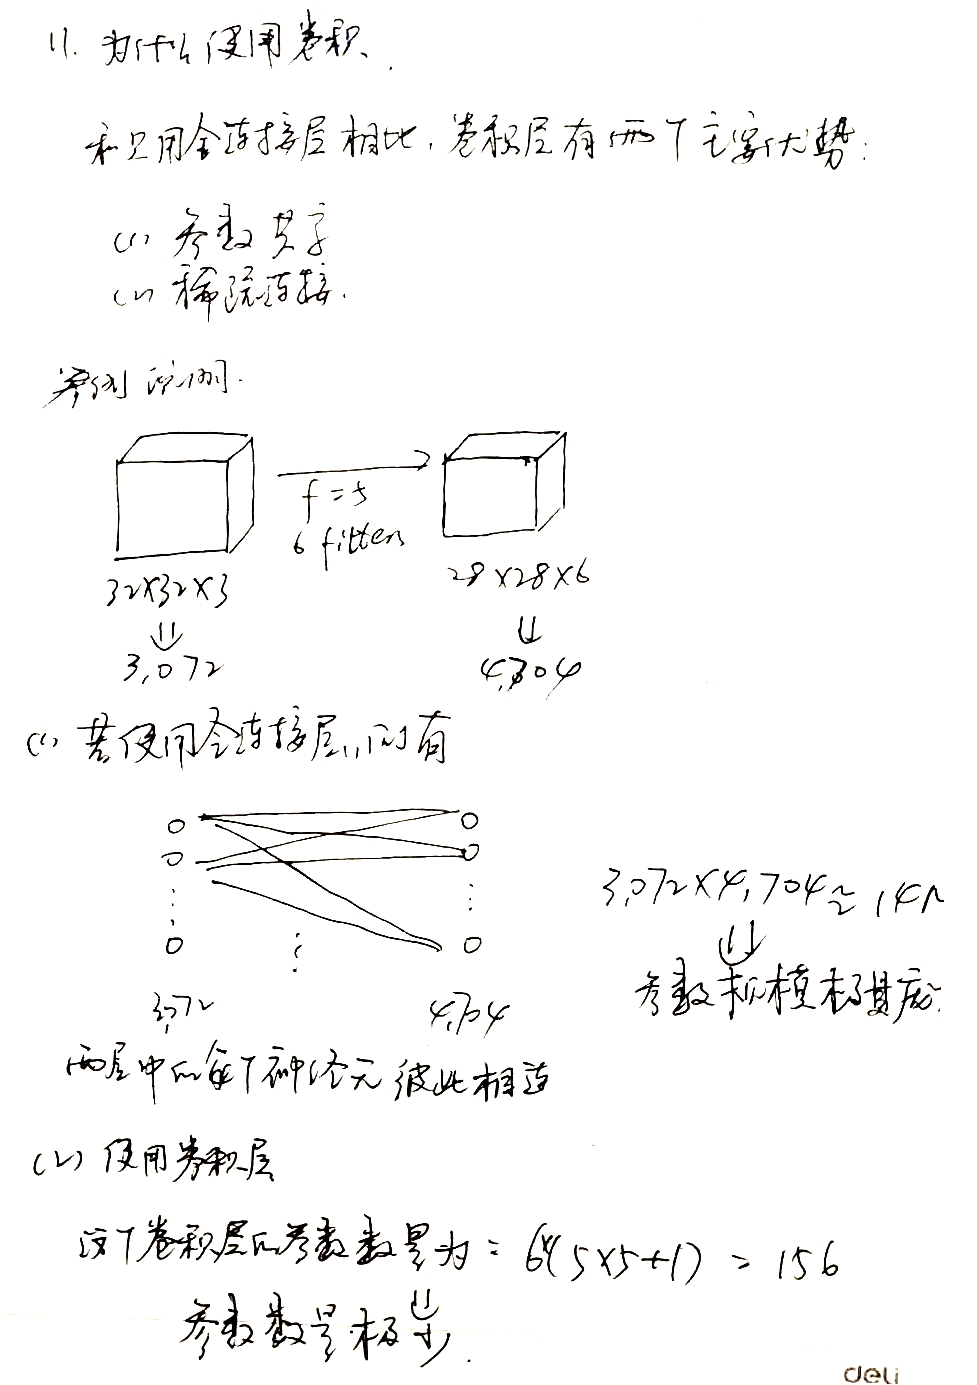 11. 为什么使用卷积.
和只用全连接层相比,卷积层有两个主要优势:
(1) 参数共享
(2) 稀疏连接.
举例说明.
f=5
6 filters
32×32×3
28×28×6
⇓
⇓
3,072
4,704
(1) 若使用全连接层,则有
3,072×4,704≈14M
⇓
参数规模极其庞
3,072
4,704
两层中的每个神经元彼此相连
(2) 使用卷积层
这个卷积层的参数数量为: 6×(5×5+1) = 156
⇓
参数数量极少.
deli